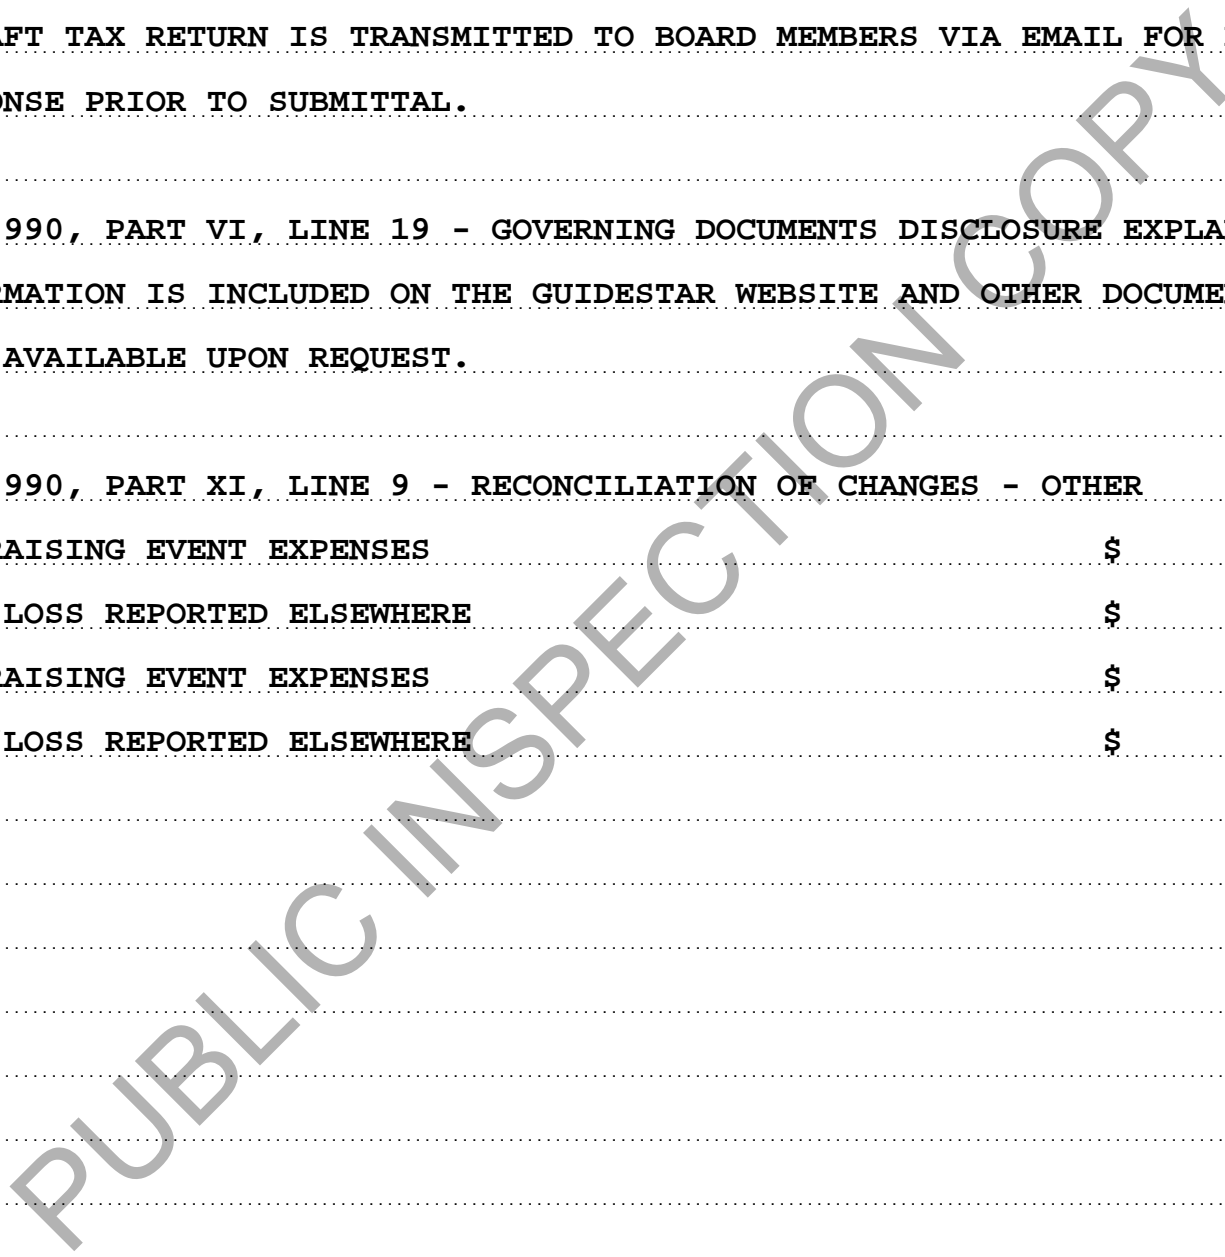 AFT TAX RETURN IS TRANSMITTED TO BOARD MEMBERS VIA EMAIL FOR
ONSE PRIOR TO SUBMITTAL.
990, PART VI, LINE 19 - GOVERNING DOCUMENTS DISCLOSURE EXPLA
RMATION IS INCLUDED ON THE GUIDESTAR WEBSITE AND OTHER DOCUME
AVAILABLE UPON REQUEST.
990, PART XI, LINE 9 - RECONCILIATION OF CHANGES - OTHER
RAISING EVENT EXPENSES $
LOSS REPORTED ELSEWHERE $
RAISING EVENT EXPENSES $
LOSS REPORTED ELSEWHERE $
PUBLIC INSPECTION COPY